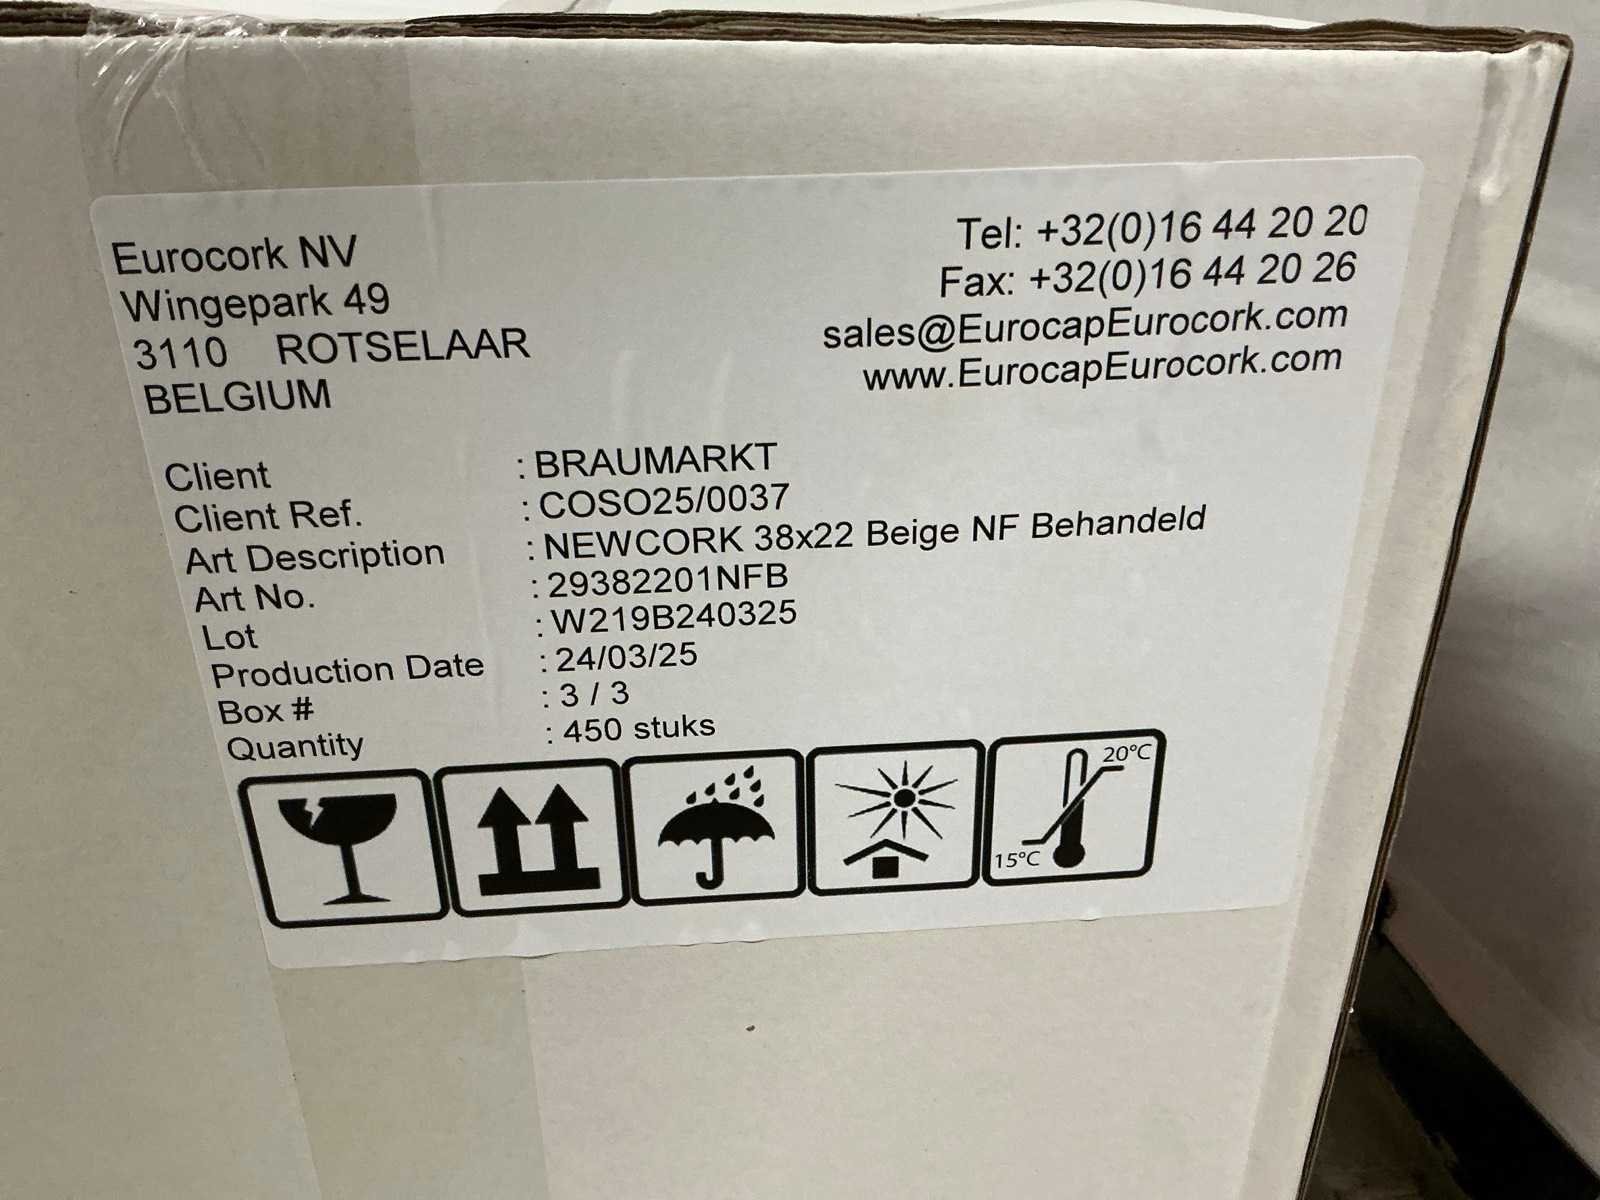 Eurocork NV
Wingepark 49
3110 ROTSELAAR
BELGIUM
Tel: +32(0)16 44 20 20
Fax: +32(0)16 44 20 26
sales@EurocapEurocork.com
www.EurocapEurocork.com
Client : BRAUMARKT
Client Ref. : COSO25/0037
Art Description : NEWCORK 38x22 Beige NF Behandeld
Art No. : 29382201NFB
Lot : W219B240325
Production Date : 24/03/25
Box # : 3 / 3
Quantity : 450 stuks
20°C
15°C